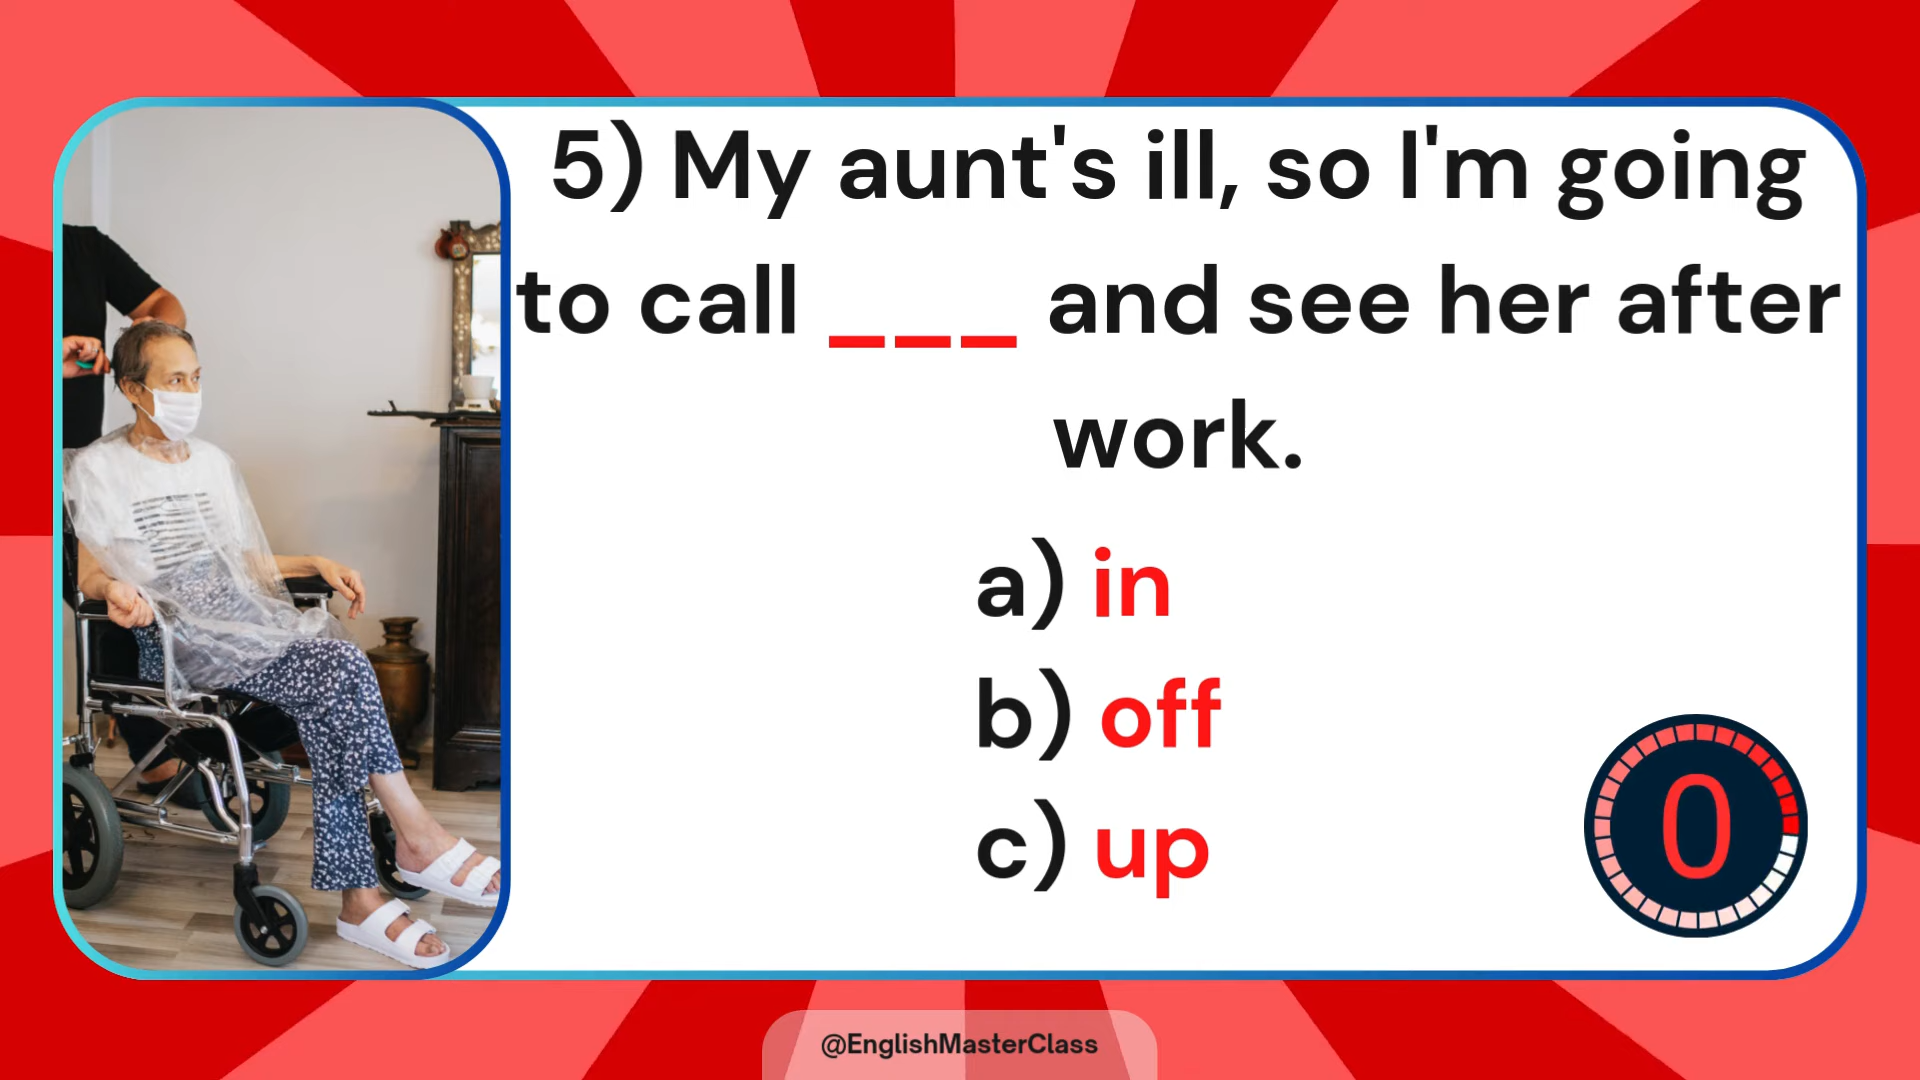 5) My aunt's ill, so I'm going
to call ___ and see her after
work.
a) in
b) off
c) up
0
@EnglishMasterClass